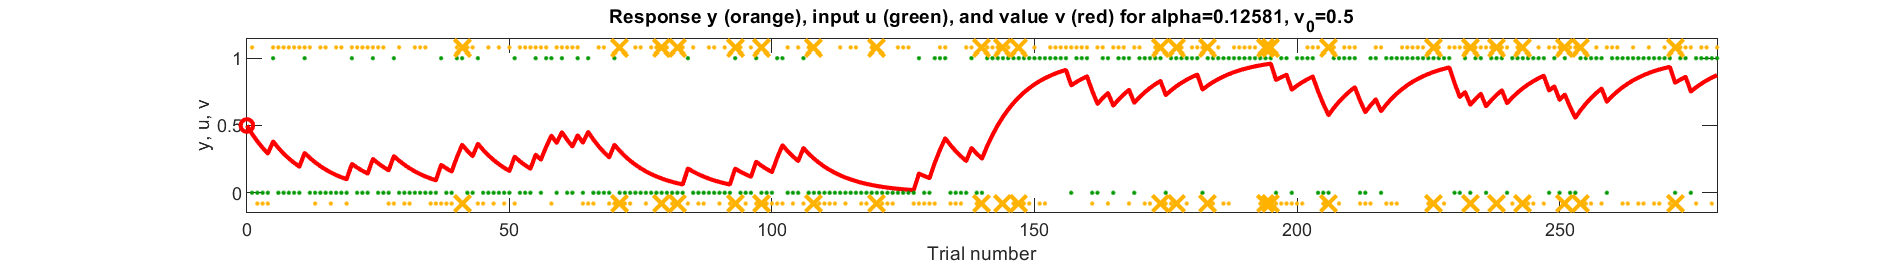 Response y (orange), input u (green), and value v (red) for alpha=0.12581, v0=0.5
y, u, v
1
0.5
0
0 50 100 150 200 250
Trial number